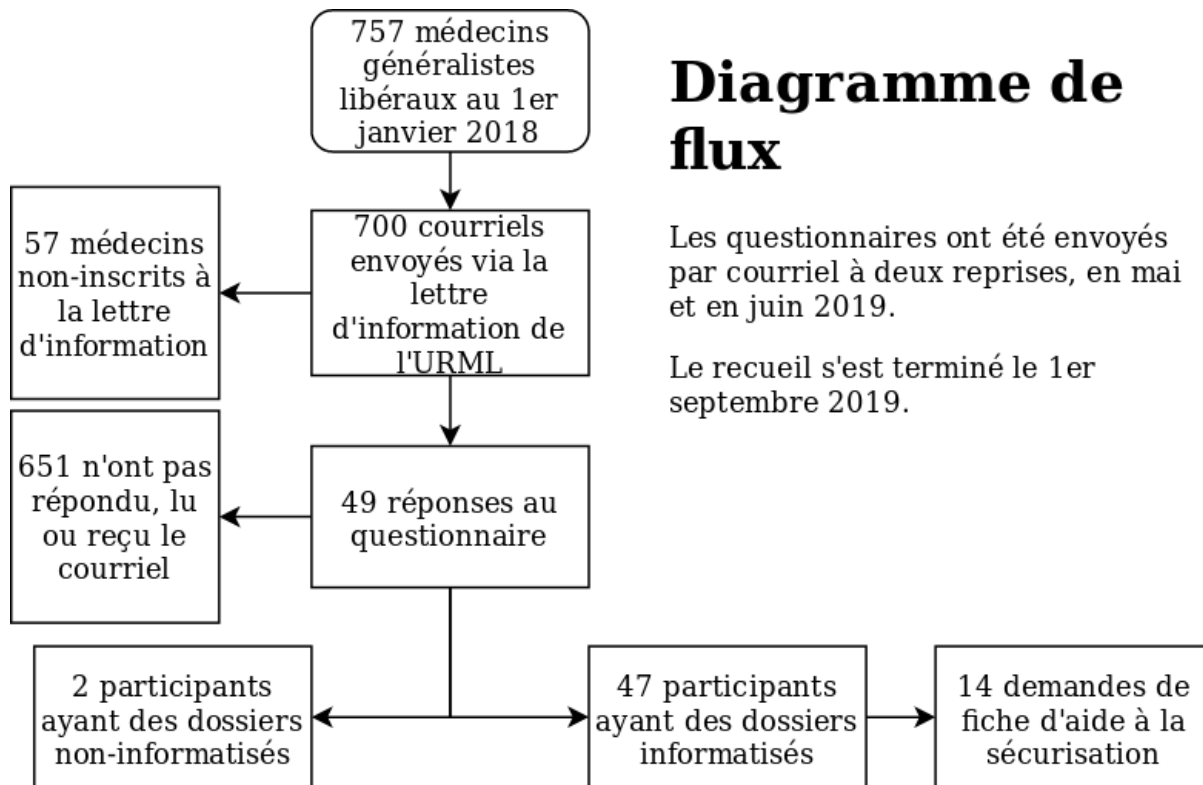 757 médecins
généralistes
libéraux au 1er
janvier 2018
Diagramme de
flux
Les questionnaires ont été envoyés
par courriel à deux reprises, en mai
et en juin 2019.
Le recueil s'est terminé le 1er
septembre 2019.
57 médecins
non-inscrits à
la lettre
d'information
700 courriels
envoyés via la
lettre
d'information de
l'URML
651 n'ont pas
répondu, lu
ou reçu le
courriel
49 réponses au
questionnaire
2 participants
ayant des dossiers
non-informatisés
47 participants
ayant des dossiers
informatisés
14 demandes de
fiche d'aide à la
sécurisation